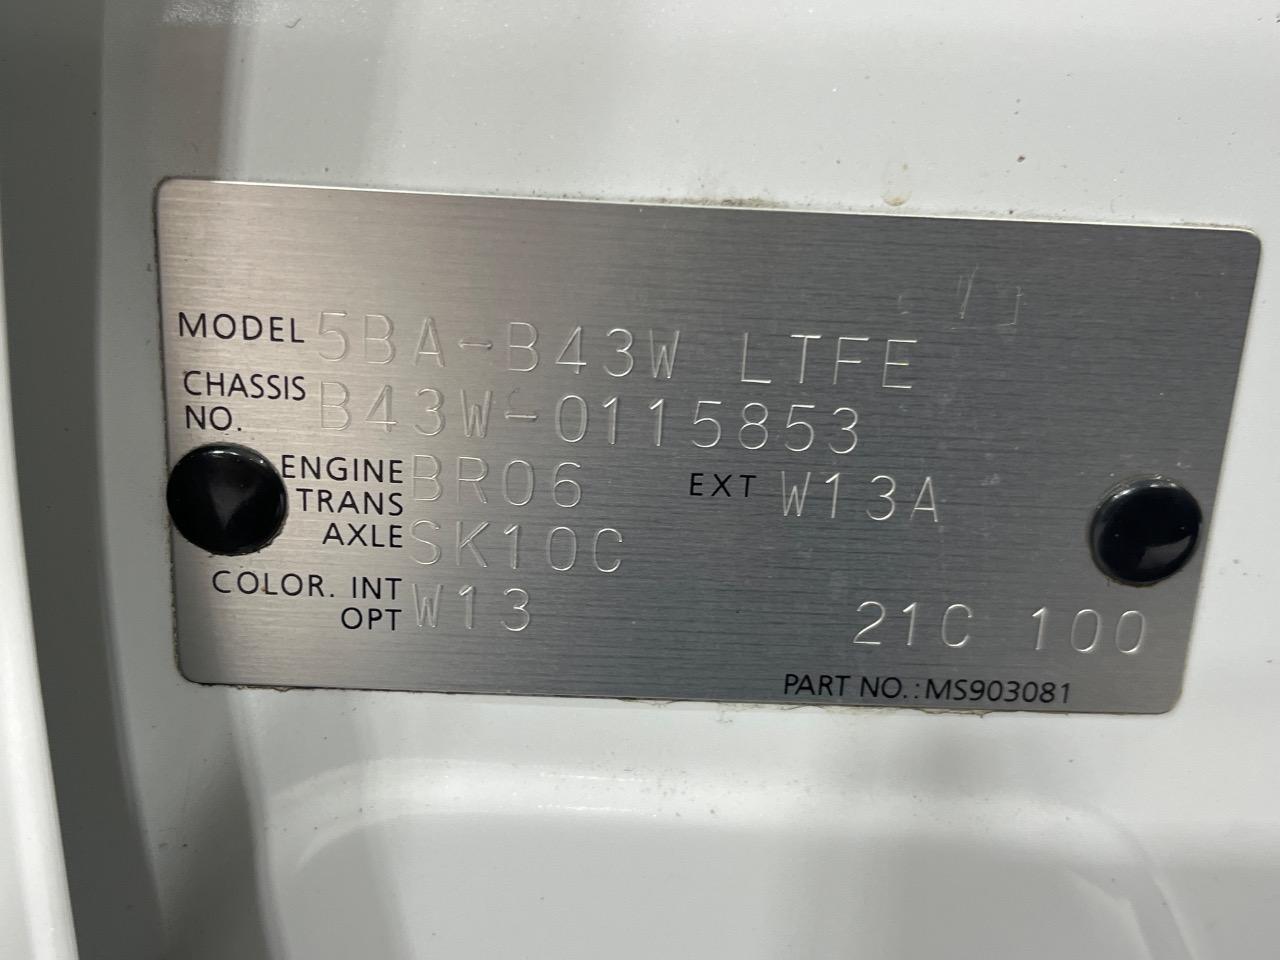 MODEL 5BA-B43W LTFE
CHASSIS NO. B43W-0115853
ENGINE BR06 EXT W13A
TRANS AXLE SK10C
COLOR. INT OPT W13
21C 100
PART NO.:MS903081